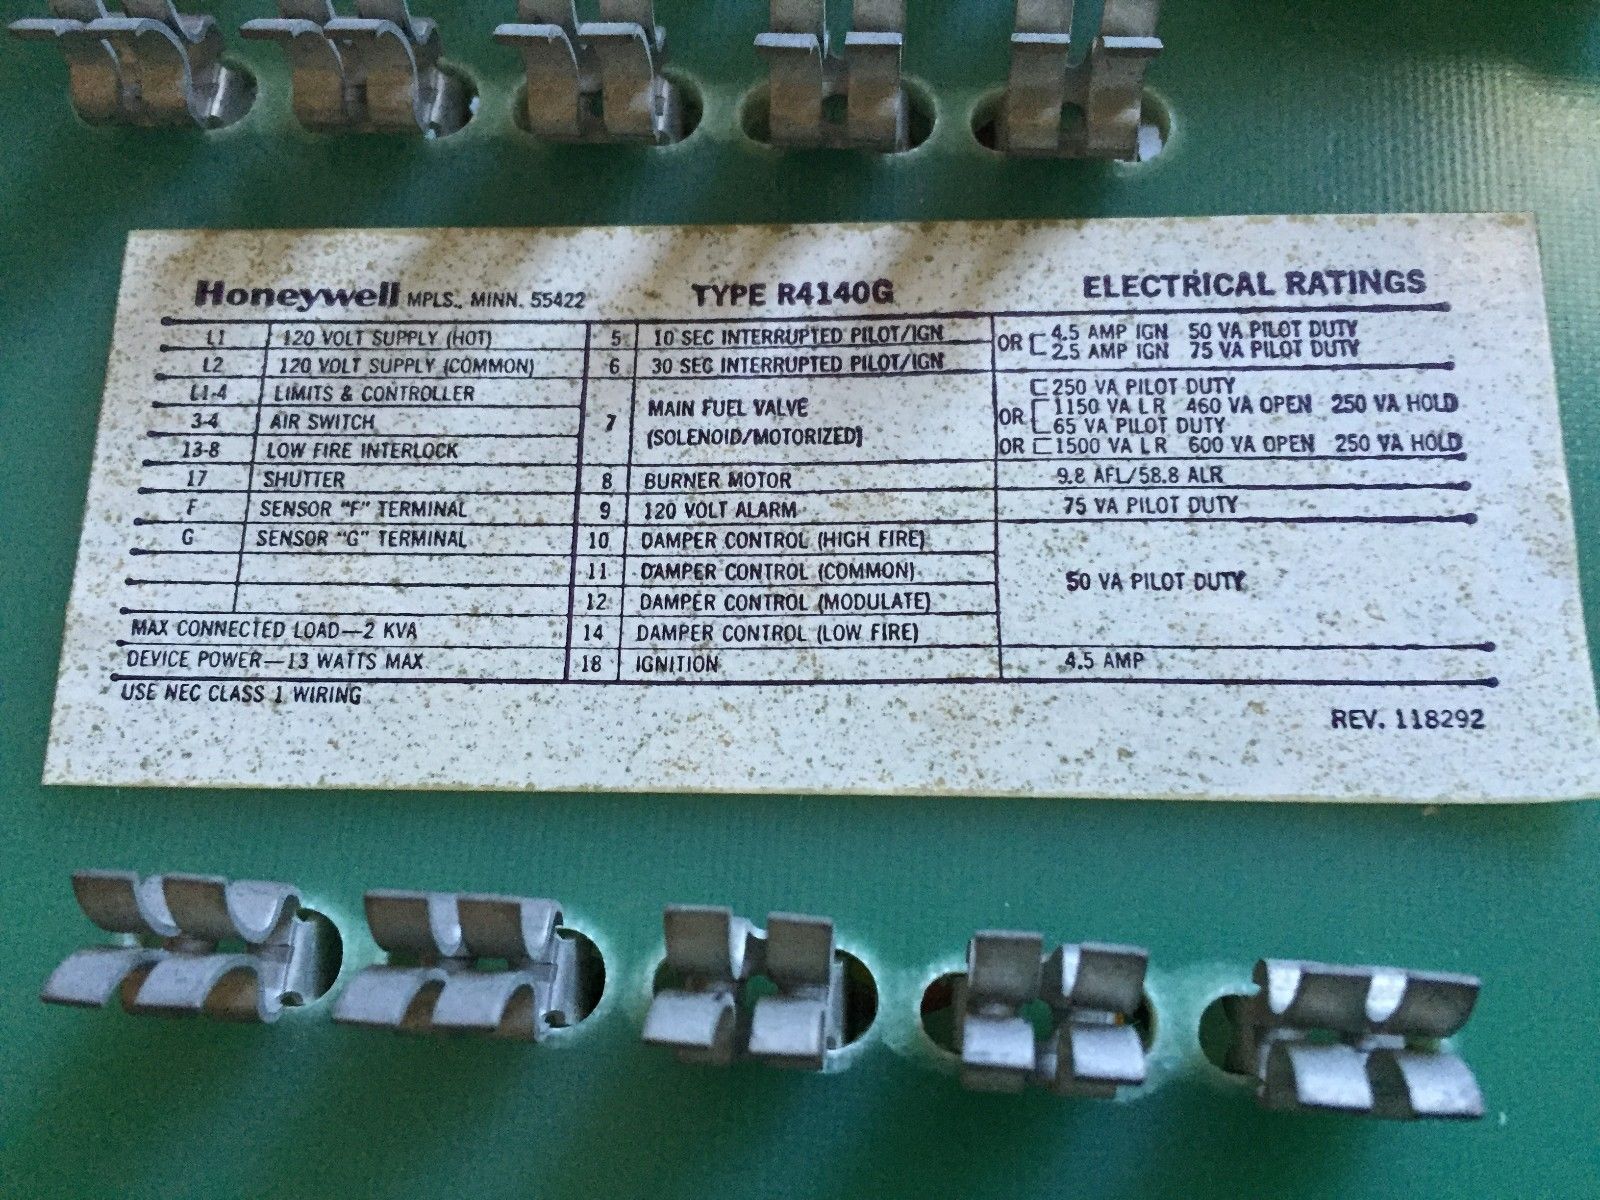 Honeywell MPLS., MINN. 55422 TYPE R4140G ELECTRICAL RATINGS
L1 120 VOLT SUPPLY (HOT)
L2 120 VOLT SUPPLY (COMMON)
L1-4 LIMITS & CONTROLLER
3-4 AIR SWITCH
13-8 LOW FIRE INTERLOCK
17 SHUTTER
F SENSOR "F" TERMINAL
G SENSOR "G" TERMINAL
MAX CONNECTED LOAD—2 KVA
DEVICE POWER—13 WATTS MAX
USE NEC CLASS 1 WIRING
5 10 SEC INTERRUPTED PILOT/IGN
6 30 SEC INTERRUPTED PILOT/IGN
7 MAIN FUEL VALVE
(SOLENOID/MOTORIZED)
8 BURNER MOTOR
9 120 VOLT ALARM
10 DAMPER CONTROL (HIGH FIRE)
11 DAMPER CONTROL (COMMON)
12 DAMPER CONTROL (MODULATE)
14 DAMPER CONTROL (LOW FIRE)
18 IGNITION
4.5 AMP IGN 50 VA PILOT DUTY
OR 2.5 AMP IGN 75 VA PILOT DUTY
250 VA PILOT DUTY
OR 1150 VA LR 460 VA OPEN 250 VA HOLD
65 VA PILOT DUTY
OR 1500 VA LR 600 VA OPEN 250 VA HOLD
9.8 AFL/58.8 ALR
75 VA PILOT DUTY
50 VA PILOT DUTY
4.5 AMP
REV. 118292